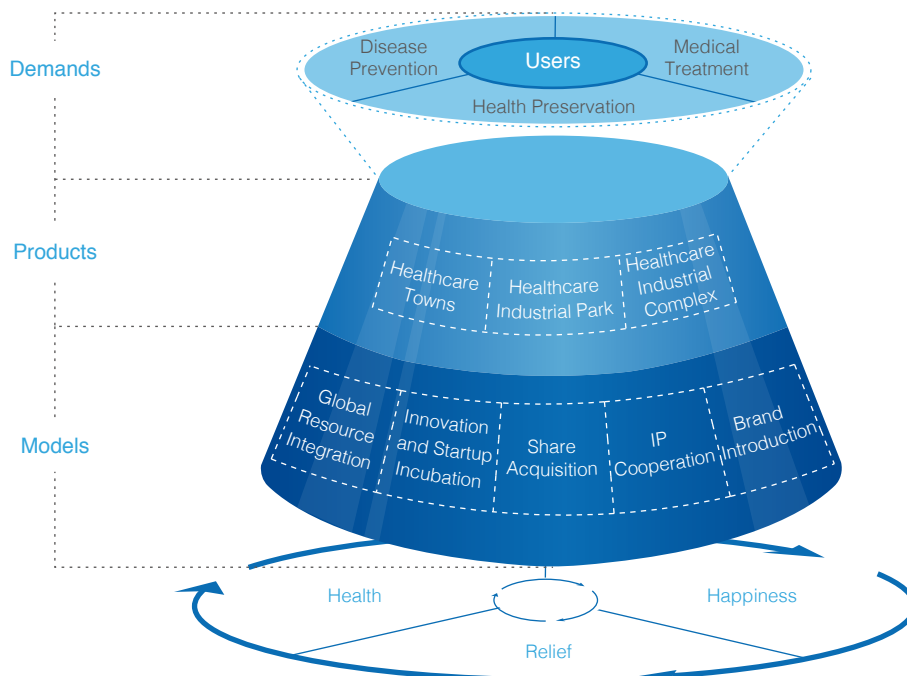 Demands
Disease
Prevention
Users
Medical
Treatment
Health Preservation
Products
Healthcare
Towns
Healthcare
Industrial Park
Healthcare
Industrial
Complex
Models
Global
Resource
Integration
Innovation
and Startup
Incubation
Share
Acquisition
IP
Cooperation
Brand
Introduction
Health
Happiness
Relief